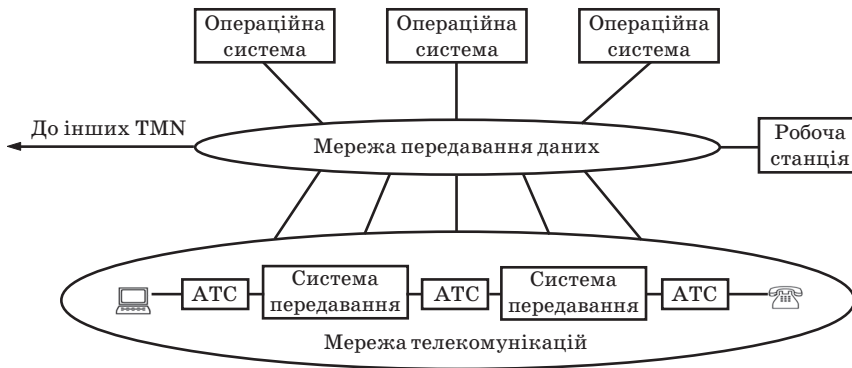 Операційна
система
Операційна
система
Операційна
система
До інших TMN
Мережа передавання даних
Робоча
станція
АТС
Система
передавання
АТС
Система
передавання
АТС
Мережа телекомунікацій